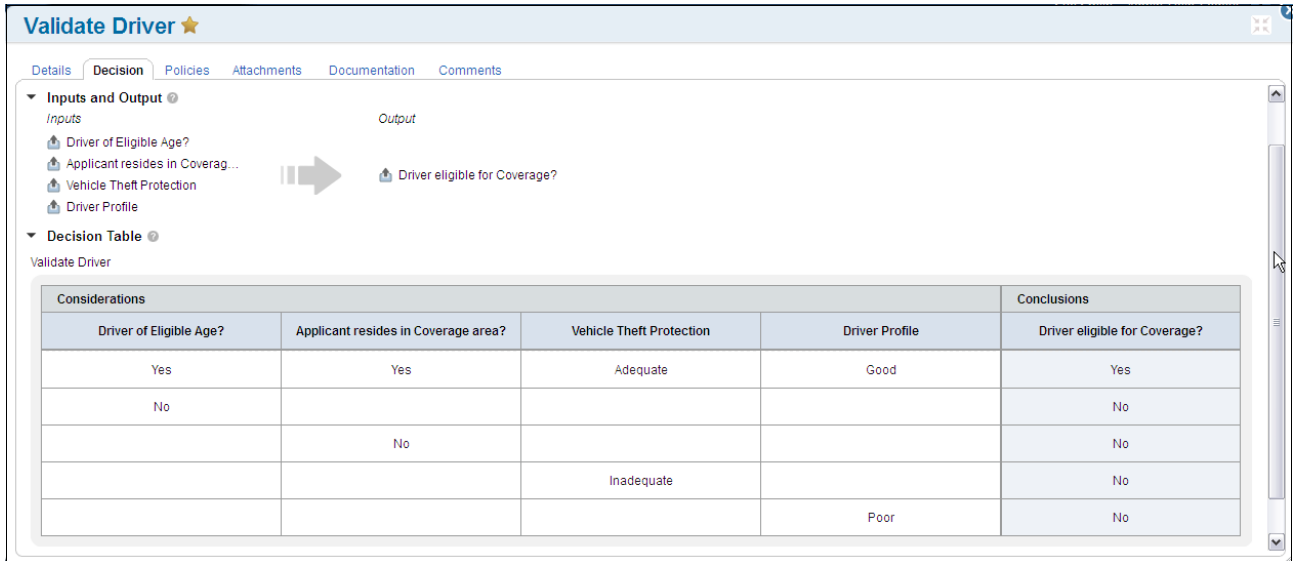 Validate Driver
Details Decision Policies Attachments Documentation Comments
Inputs and Output
Inputs Output
Driver of Eligible Age?
Applicant resides in Coverag...
Vehicle Theft Protection
Driver Profile
Driver eligible for Coverage?
Decision Table
Validate Driver
Considerations Conclusions
Driver of Eligible Age? Applicant resides in Coverage area? Vehicle Theft Protection Driver Profile Driver eligible for Coverage?
Yes Yes Adequate Good Yes
No No
No No
Inadequate No
Poor No